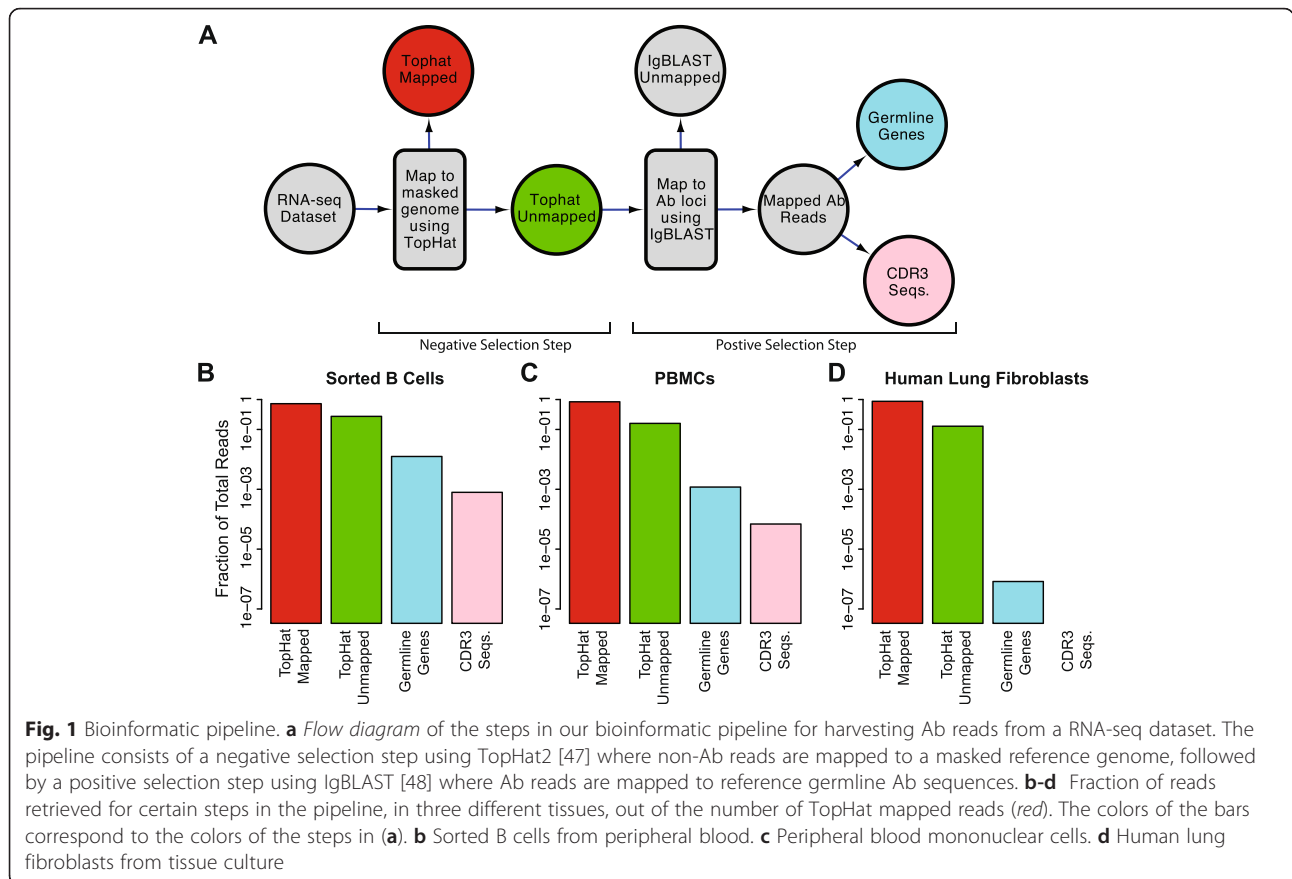 A
Tophat
Mapped
IgBLAST
Unmapped
Germline
Genes
RNA-seq
Dataset
Map to
masked
genome
using
TopHat
Tophat
Unmapped
Map to
Ab loci
using
IgBLAST
Mapped Ab
Reads
CDR3
Seqs.
Negative Selection Step
Postive Selection Step
B
Sorted B Cells
Fraction of Total Reads
1
1e−01
1e−03
1e−05
1e−07
TopHat
Mapped
TopHat
Unmapped
Germline
Genes
CDR3
Seqs.
C
PBMCs
1
1e−01
1e−03
1e−05
1e−07
TopHat
Mapped
TopHat
Unmapped
Germline
Genes
CDR3
Seqs.
D
Human Lung Fibroblasts
1
1e−01
1e−03
1e−05
1e−07
TopHat
Mapped
TopHat
Unmapped
Germline
Genes
CDR3
Seqs.
Fig. 1 Bioinformatic pipeline. a Flow diagram of the steps in our bioinformatic pipeline for harvesting Ab reads from a RNA-seq dataset. The
pipeline consists of a negative selection step using TopHat2 [47] where non-Ab reads are mapped to a masked reference genome, followed
by a positive selection step using IgBLAST [48] where Ab reads are mapped to reference germline Ab sequences. b-d Fraction of reads
retrieved for certain steps in the pipeline, in three different tissues, out of the number of TopHat mapped reads (red). The colors of the bars
correspond to the colors of the steps in (a). b Sorted B cells from peripheral blood. c Peripheral blood mononuclear cells. d Human lung
fibroblasts from tissue culture